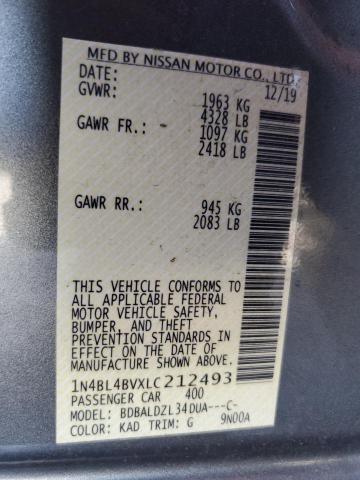 MFD BY NISSAN MOTOR CO., LTD.
DATE: 12/19
GVWR: 1963 KG
4328 LB
GAWR FR.: 1097 KG
2418 LB
GAWR RR.: 945 KG
2083 LB
THIS VEHICLE CONFORMS TO
ALL APPLICABLE FEDERAL
MOTOR VEHICLE SAFETY,
BUMPER, AND THEFT
PREVENTION STANDARDS IN
EFFECT ON THE DATE OF
MANUFACTURE SHOWN ABOVE.
1N4BL4BVXLC212493
PASSENGER CAR 400
MODEL: BDBALDZL34DUA---C-
COLOR: KAD TRIM: G 9N00A